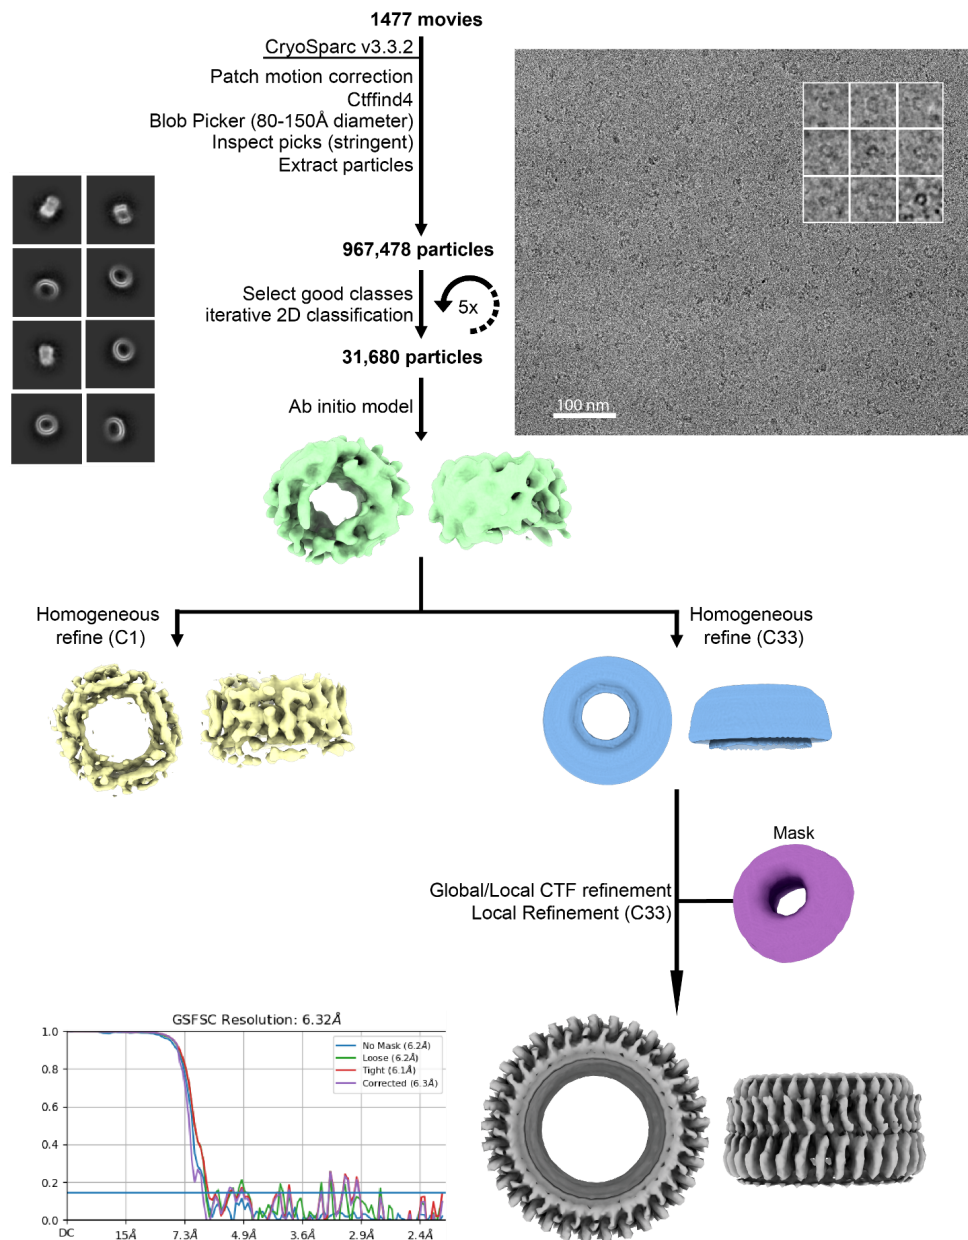 1477 movies
CryoSparc v3.3.2
Patch motion correction
Ctffind4
Blob Picker (80-150Å diameter)
Inspect picks (stringent)
Extract particles
967,478 particles
Select good classes
iterative 2D classification
5x
31,680 particles
Ab initio model
100 nm
Homogeneous
refine (C1)
Homogeneous
refine (C33)
Mask
Global/Local CTF refinement
Local Refinement (C33)
GSFSC Resolution: 6.32Å
No Mask (6.2Å)
Loose (6.2Å)
Tight (6.1Å)
Corrected (6.3Å)
1.0
0.8
0.6
0.4
0.2
0.0
DC 15Å 7.3Å 4.9Å 3.6Å 2.9Å 2.4Å